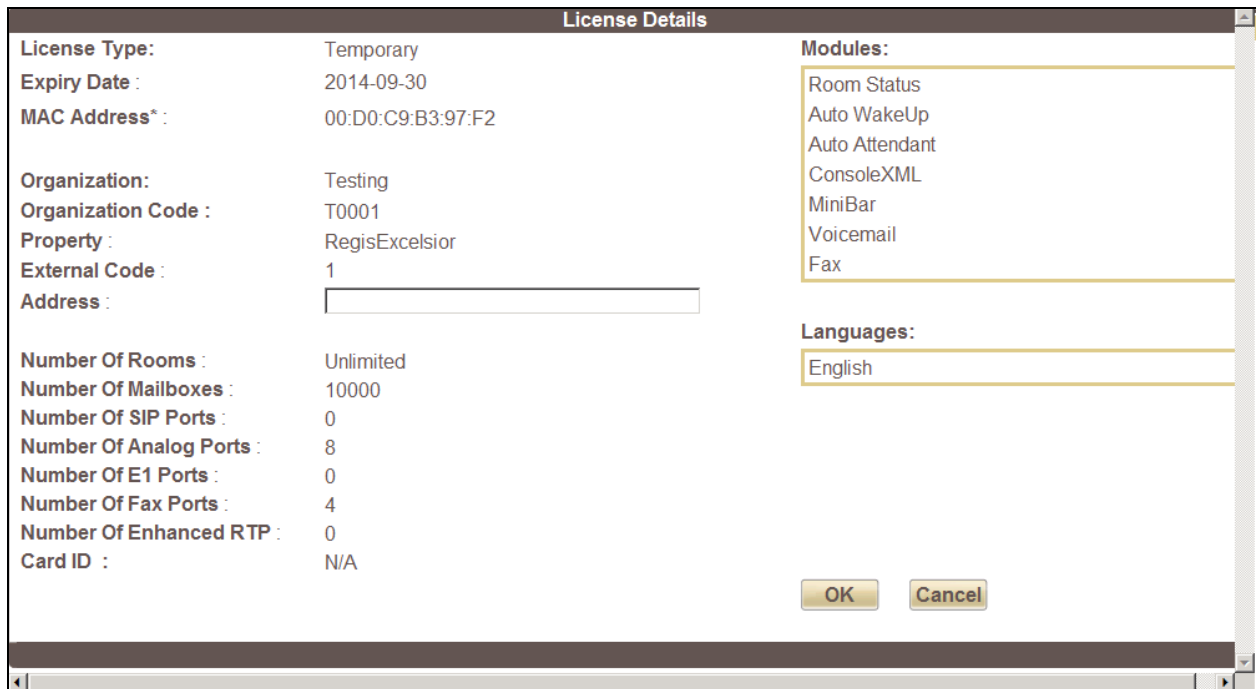 License Details
License Type: Temporary
Expiry Date : 2014-09-30
MAC Address* : 00:D0:C9:B3:97:F2
Organization: Testing
Organization Code : T0001
Property : RegisExcelsior
External Code : 1
Address :
Number Of Rooms : Unlimited
Number Of Mailboxes : 10000
Number Of SIP Ports : 0
Number Of Analog Ports : 8
Number Of E1 Ports : 0
Number Of Fax Ports : 4
Number Of Enhanced RTP : 0
Card ID : N/A
Modules:
Room Status
Auto WakeUp
Auto Attendant
ConsoleXML
MiniBar
Voicemail
Fax
Languages:
English
OK Cancel